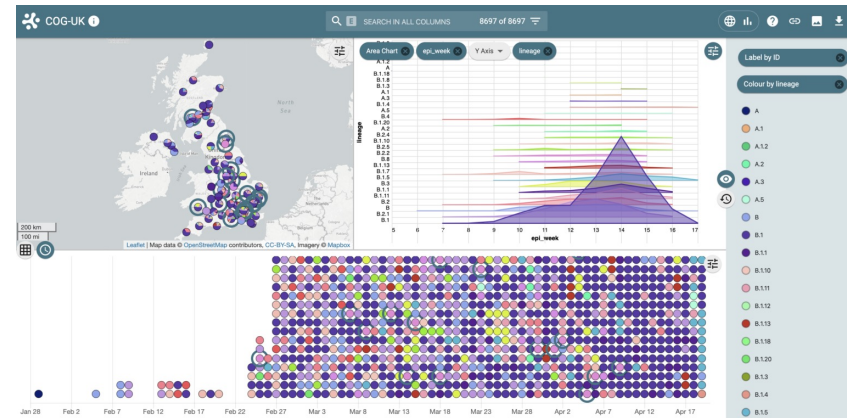 COG-UK
E SEARCH IN ALL COLUMNS 8697 of 8697
Area Chart epi_week Y Axis lineage
Label by ID
Colour by lineage
North
Sea
Ireland
The
Netherlands
200 km
100 mi
Leaflet | Map data © OpenStreetMap contributors, CC-BY-SA, Imagery © Mapbox
lineage
A.1.2
A
B.1.18
B.1.8
B.1.3
A.1
A.3
B.1.4
A.5
B.4
B.1.20
A.2
B.2.4
B.1.10
B.2.5
B.2.2
B.8
B.1.13
B.1.7
B.1.5
B.3
B.1.1
B.1.11
B.2
B
B.2.1
B.1
5 6 7 8 9 10 11 12 13 14 15 16 17
epi_week
A
A.1
A.1.2
A.2
A.3
A.5
B
B.1
B.1.1
B.1.10
B.1.11
B.1.12
B.1.13
B.1.18
B.1.20
B.1.3
B.1.4
B.1.5
Jan 28 Feb 2 Feb 7 Feb 12 Feb 17 Feb 22 Feb 27 Mar 3 Mar 8 Mar 13 Mar 18 Mar 23 Mar 28 Apr 2 Apr 7 Apr 12 Apr 17